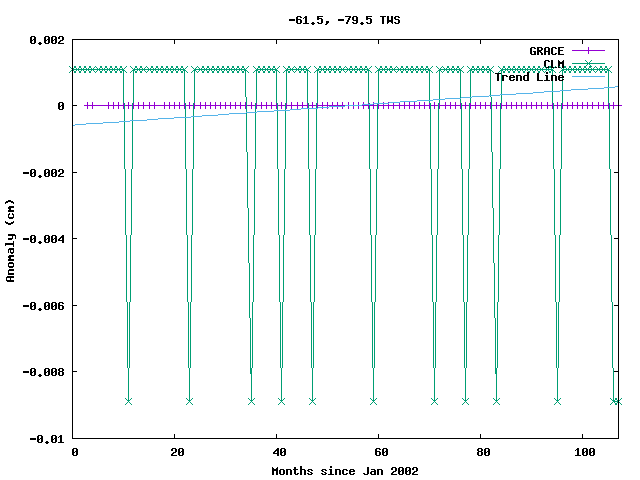 -61.5, -79.5 TWS
GRACE
CLM
Trend Line
0.002
0
-0.002
-0.004
-0.006
-0.008
-0.01
Anomaly (cm)
0 20 40 60 80 100
Months since Jan 2002